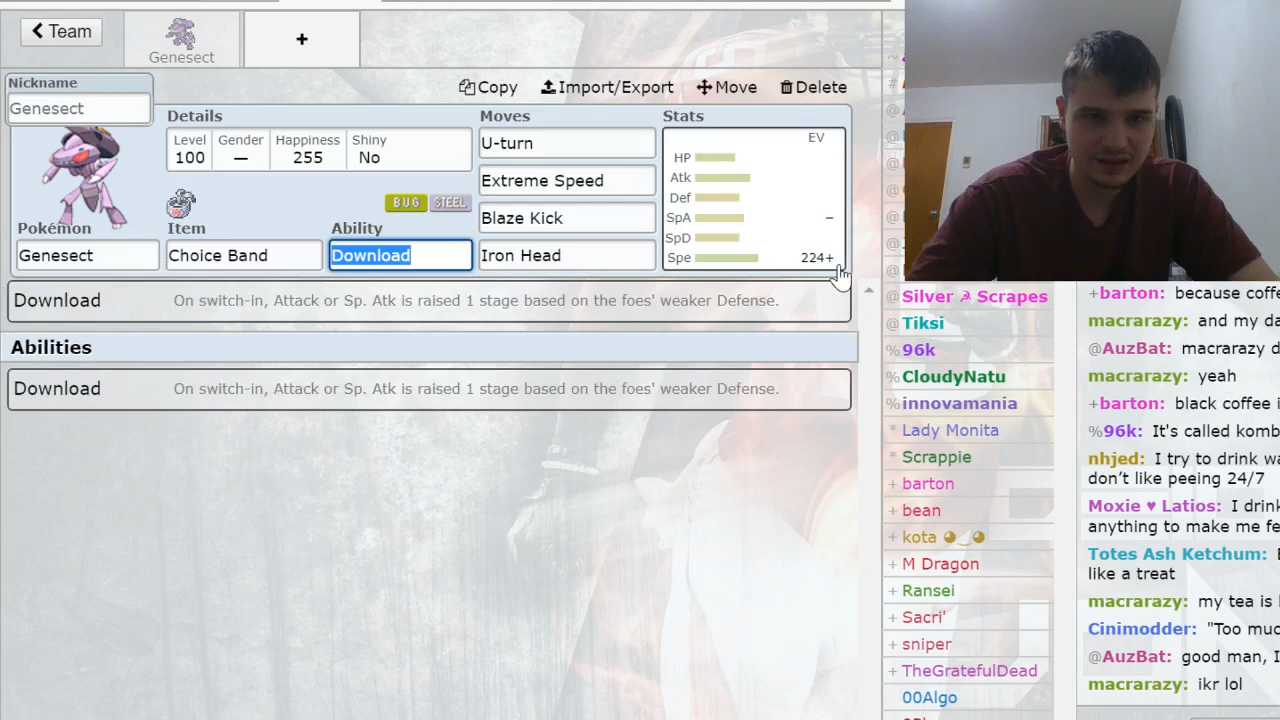 Team
Genesect
+
Nickname
Genesect
Copy Import/Export Move Delete
Details
Level Gender Happiness Shiny
100 — 255 No
BUG STEEL
Pokémon Item Ability
Genesect Choice Band Download
Moves
U-turn
Extreme Speed
Blaze Kick
Iron Head
Stats
EV
HP
Atk
Def
SpA –
SpD
Spe 224+
Download On switch-in, Attack or Sp. Atk is raised 1 stage based on the foes' weaker Defense.
Abilities
Download On switch-in, Attack or Sp. Atk is raised 1 stage based on the foes' weaker Defense.
@ Silver ☭ Scrapes
@ Tiksi
% 96k
% CloudyNatu
% innovamania
* Lady Monita
* Scrappie
+ barton
+ bean
+ kota
+ M Dragon
+ Ransei
+ Sacri'
+ sniper
+ TheGratefulDead
00Algo
+barton: because coffe
macrarazy: and my da
@AuzBat: macrarazy d
macrarazy: yeah
+barton: black coffee i
%96k: It's called komb
nhjed: I try to drink wa
don't like peeing 24/7
Moxie ♥ Latios: I drink
anything to make me fe
Totes Ash Ketchum:
like a treat
macrarazy: my tea is
Cinimodder: "Too muc
@AuzBat: good man, I
macrarazy: ikr lol